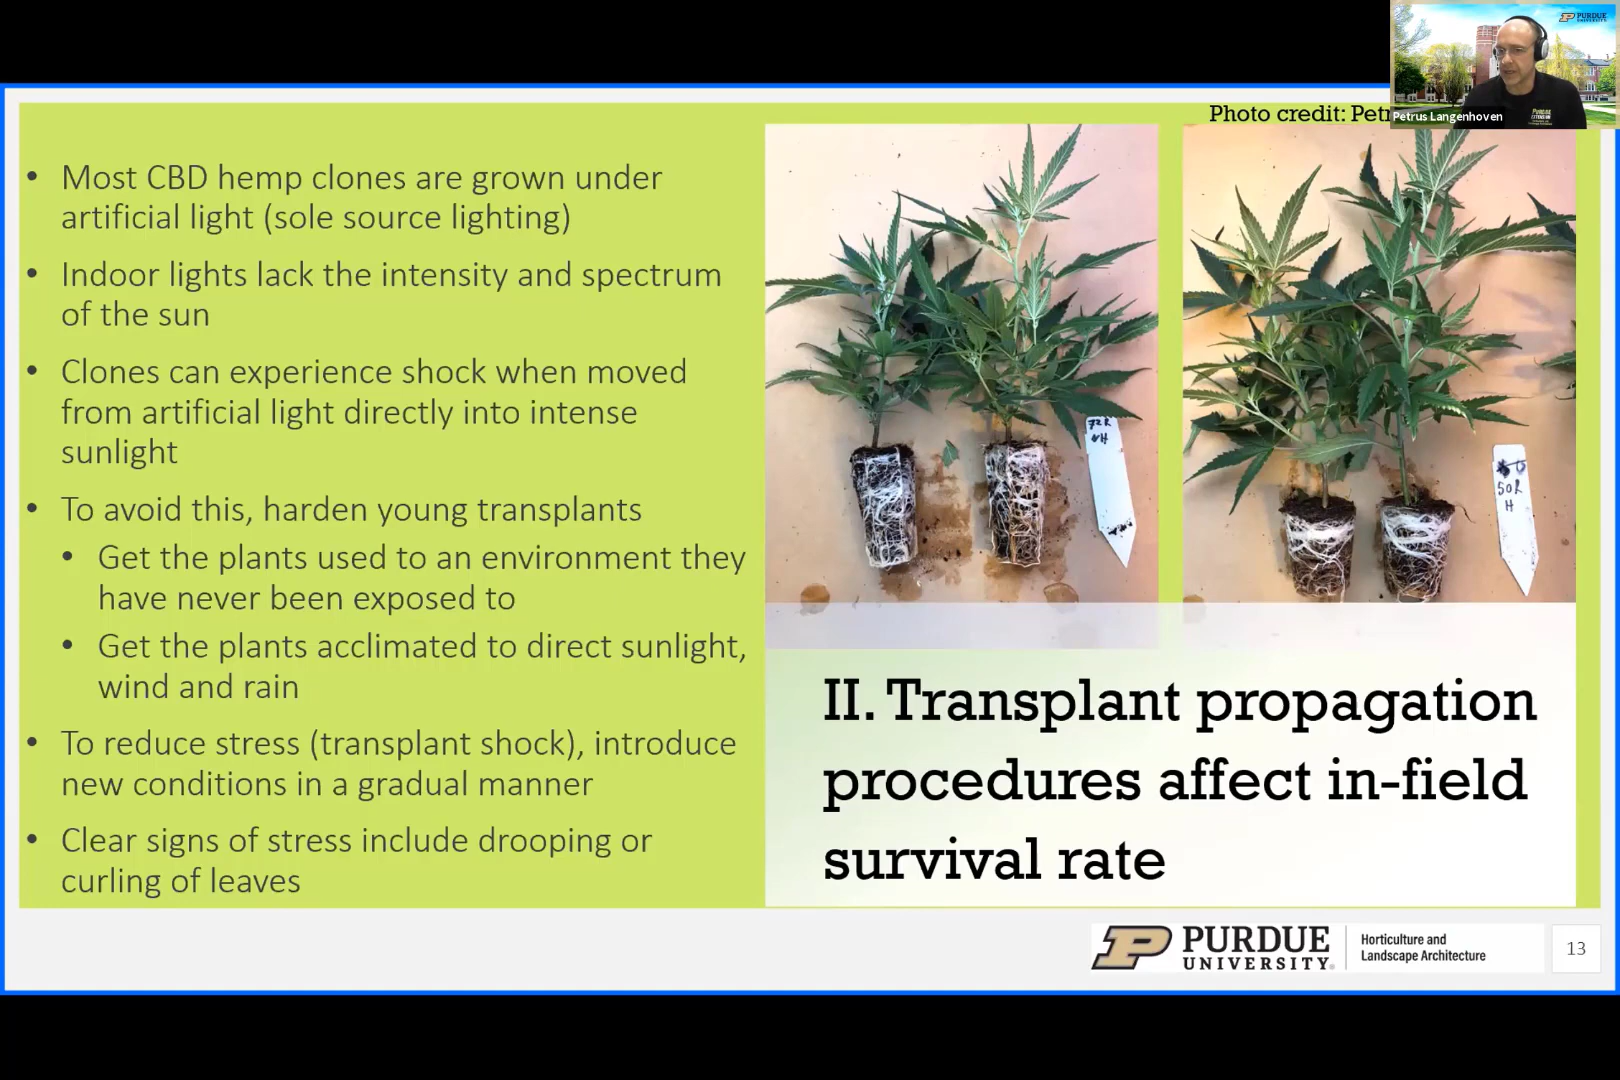 PURDUE
UNIVERSITY
Petrus Langenhoven
Photo credit: Petr
• Most CBD hemp clones are grown under
artificial light (sole source lighting)
• Indoor lights lack the intensity and spectrum
of the sun
• Clones can experience shock when moved
from artificial light directly into intense
sunlight
• To avoid this, harden young transplants
• Get the plants used to an environment they
have never been exposed to
• Get the plants acclimated to direct sunlight,
wind and rain
• To reduce stress (transplant shock), introduce
new conditions in a gradual manner
• Clear signs of stress include drooping or
curling of leaves
72R
50R
H
II. Transplant propagation
procedures affect in-field
survival rate
PURDUE
UNIVERSITY®
Horticulture and
Landscape Architecture
13